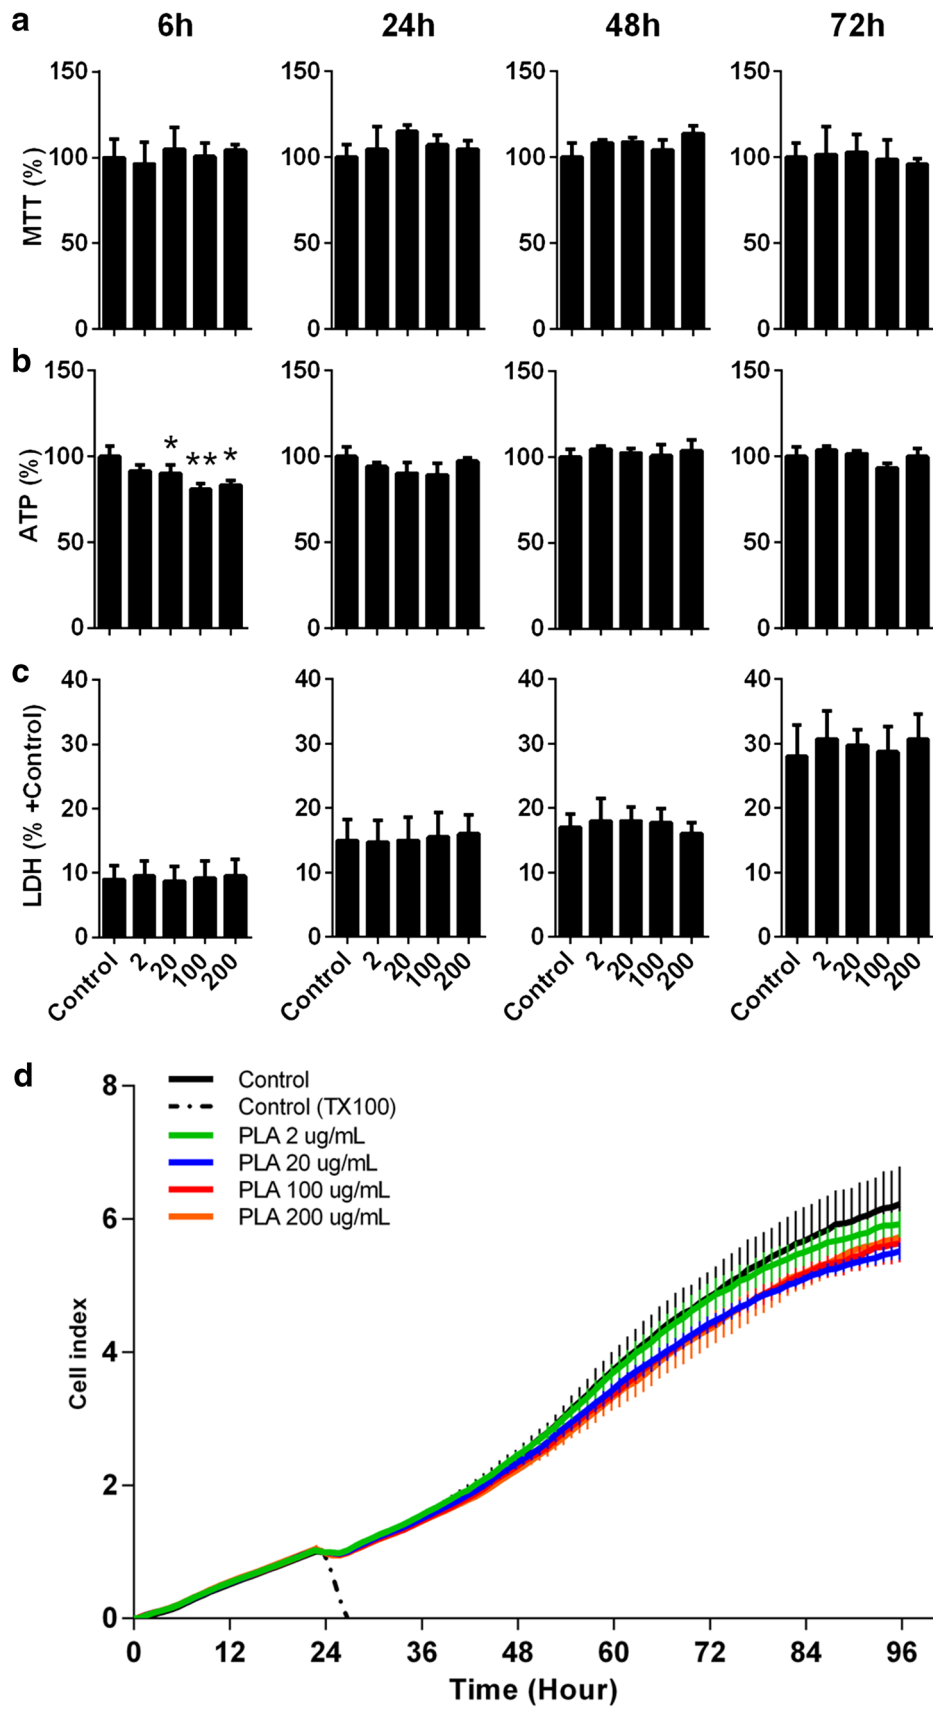 a 6h 24h 48h 72h
MTT (%)
150 150 150 150
100 100 100 100
50 50 50 50
0 0 0 0
b
ATP (%)
150 150 150 150
* ** *
100 100 100 100
50 50 50 50
0 0 0 0
c
LDH (% +Control)
40 40 40 40
30 30 30 30
20 20 20 20
10 10 10 10
0 0 0 0
Control 2 20 100 200 Control 2 20 100 200 Control 2 20 100 200 Control 2 20 100 200
d
Cell index
8
6
4
2
0
Control
Control (TX100)
PLA 2 ug/mL
PLA 20 ug/mL
PLA 100 ug/mL
PLA 200 ug/mL
0 12 24 36 48 60 72 84 96
Time (Hour)